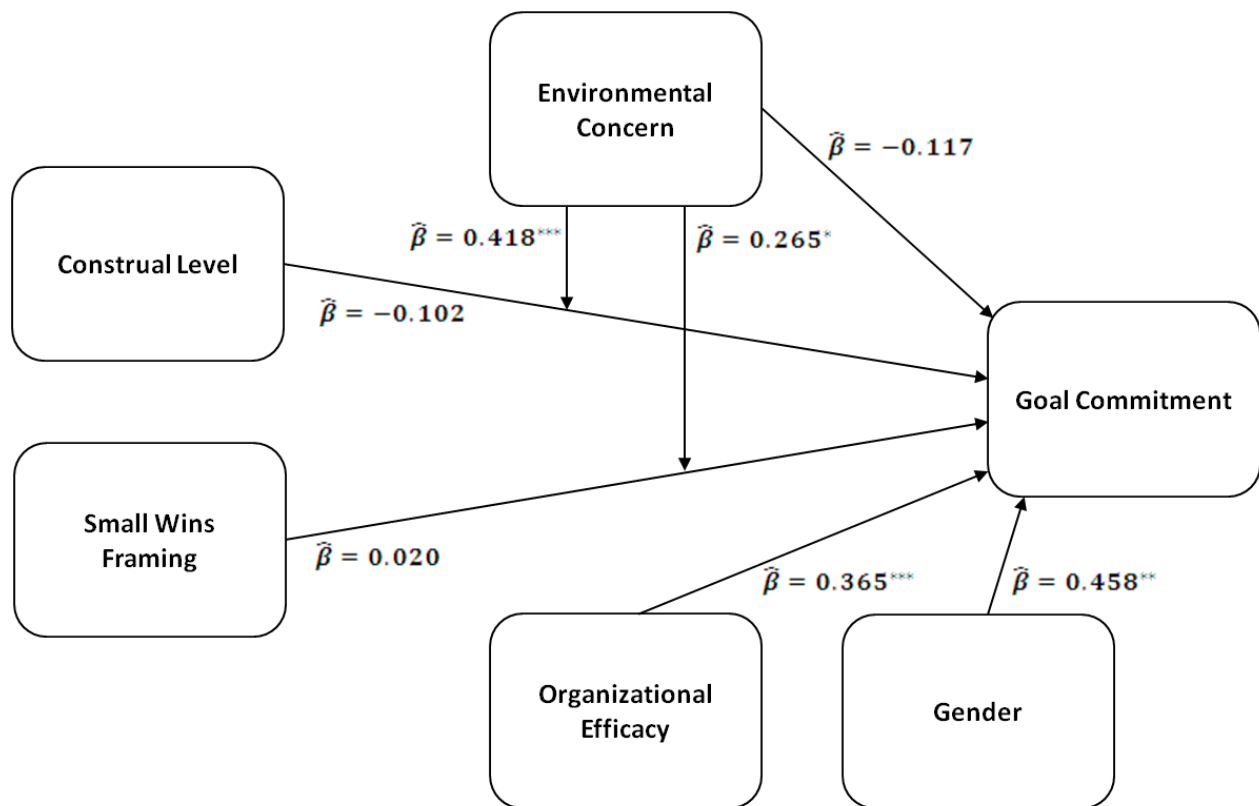 Environmental
Concern
β̂ = −0.117
Construal Level
β̂ = 0.418***
β̂ = 0.265*
β̂ = −0.102
Goal Commitment
Small Wins
Framing
β̂ = 0.020
β̂ = 0.365***
β̂ = 0.458**
Organizational
Efficacy
Gender